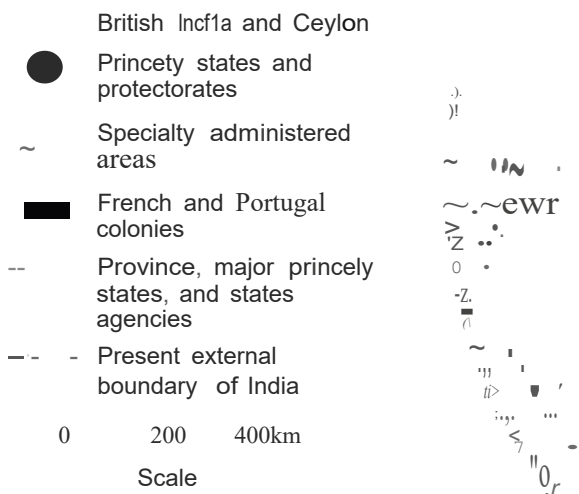 British Incf1a and Ceylon
Princety states and
protectorates
Specialty administered
areas
French and Portugal
colonies
Province, major princely
states, and states
agencies
Present external
boundary of India
0 200 400km
Scale